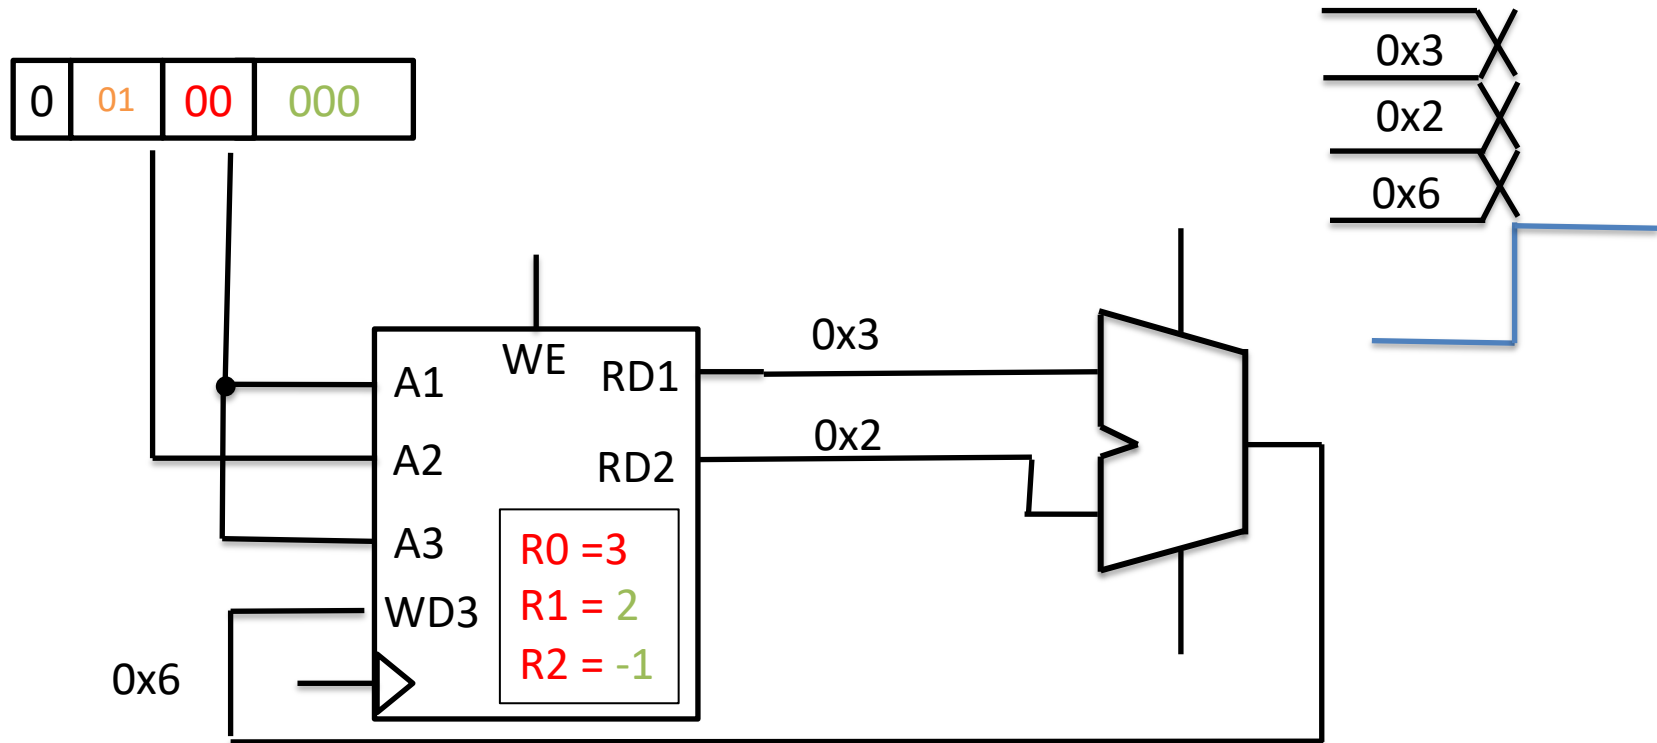 0 01 00 000
0x3
0x2
0x6
0x3
WE
A1
RD1
0x2
A2
RD2
A3
R0 =3
R1 = 2
WD3
R2 = -1
0x6